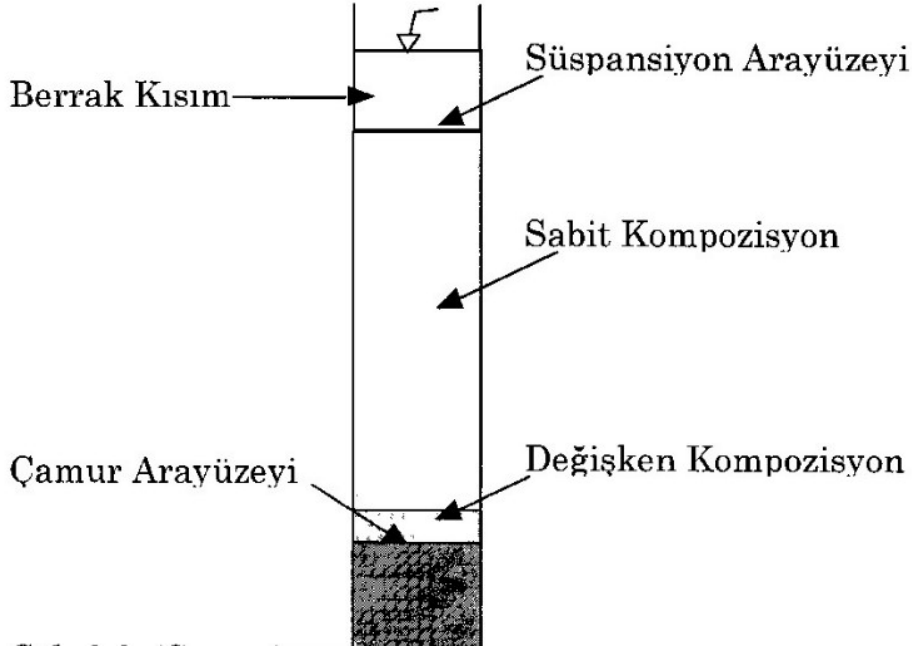 Süspansiyon Arayüzeyi
Berrak Kısım
Sabit Kompozisyon
Değişken Kompozisyon
Çamur Arayüzeyi